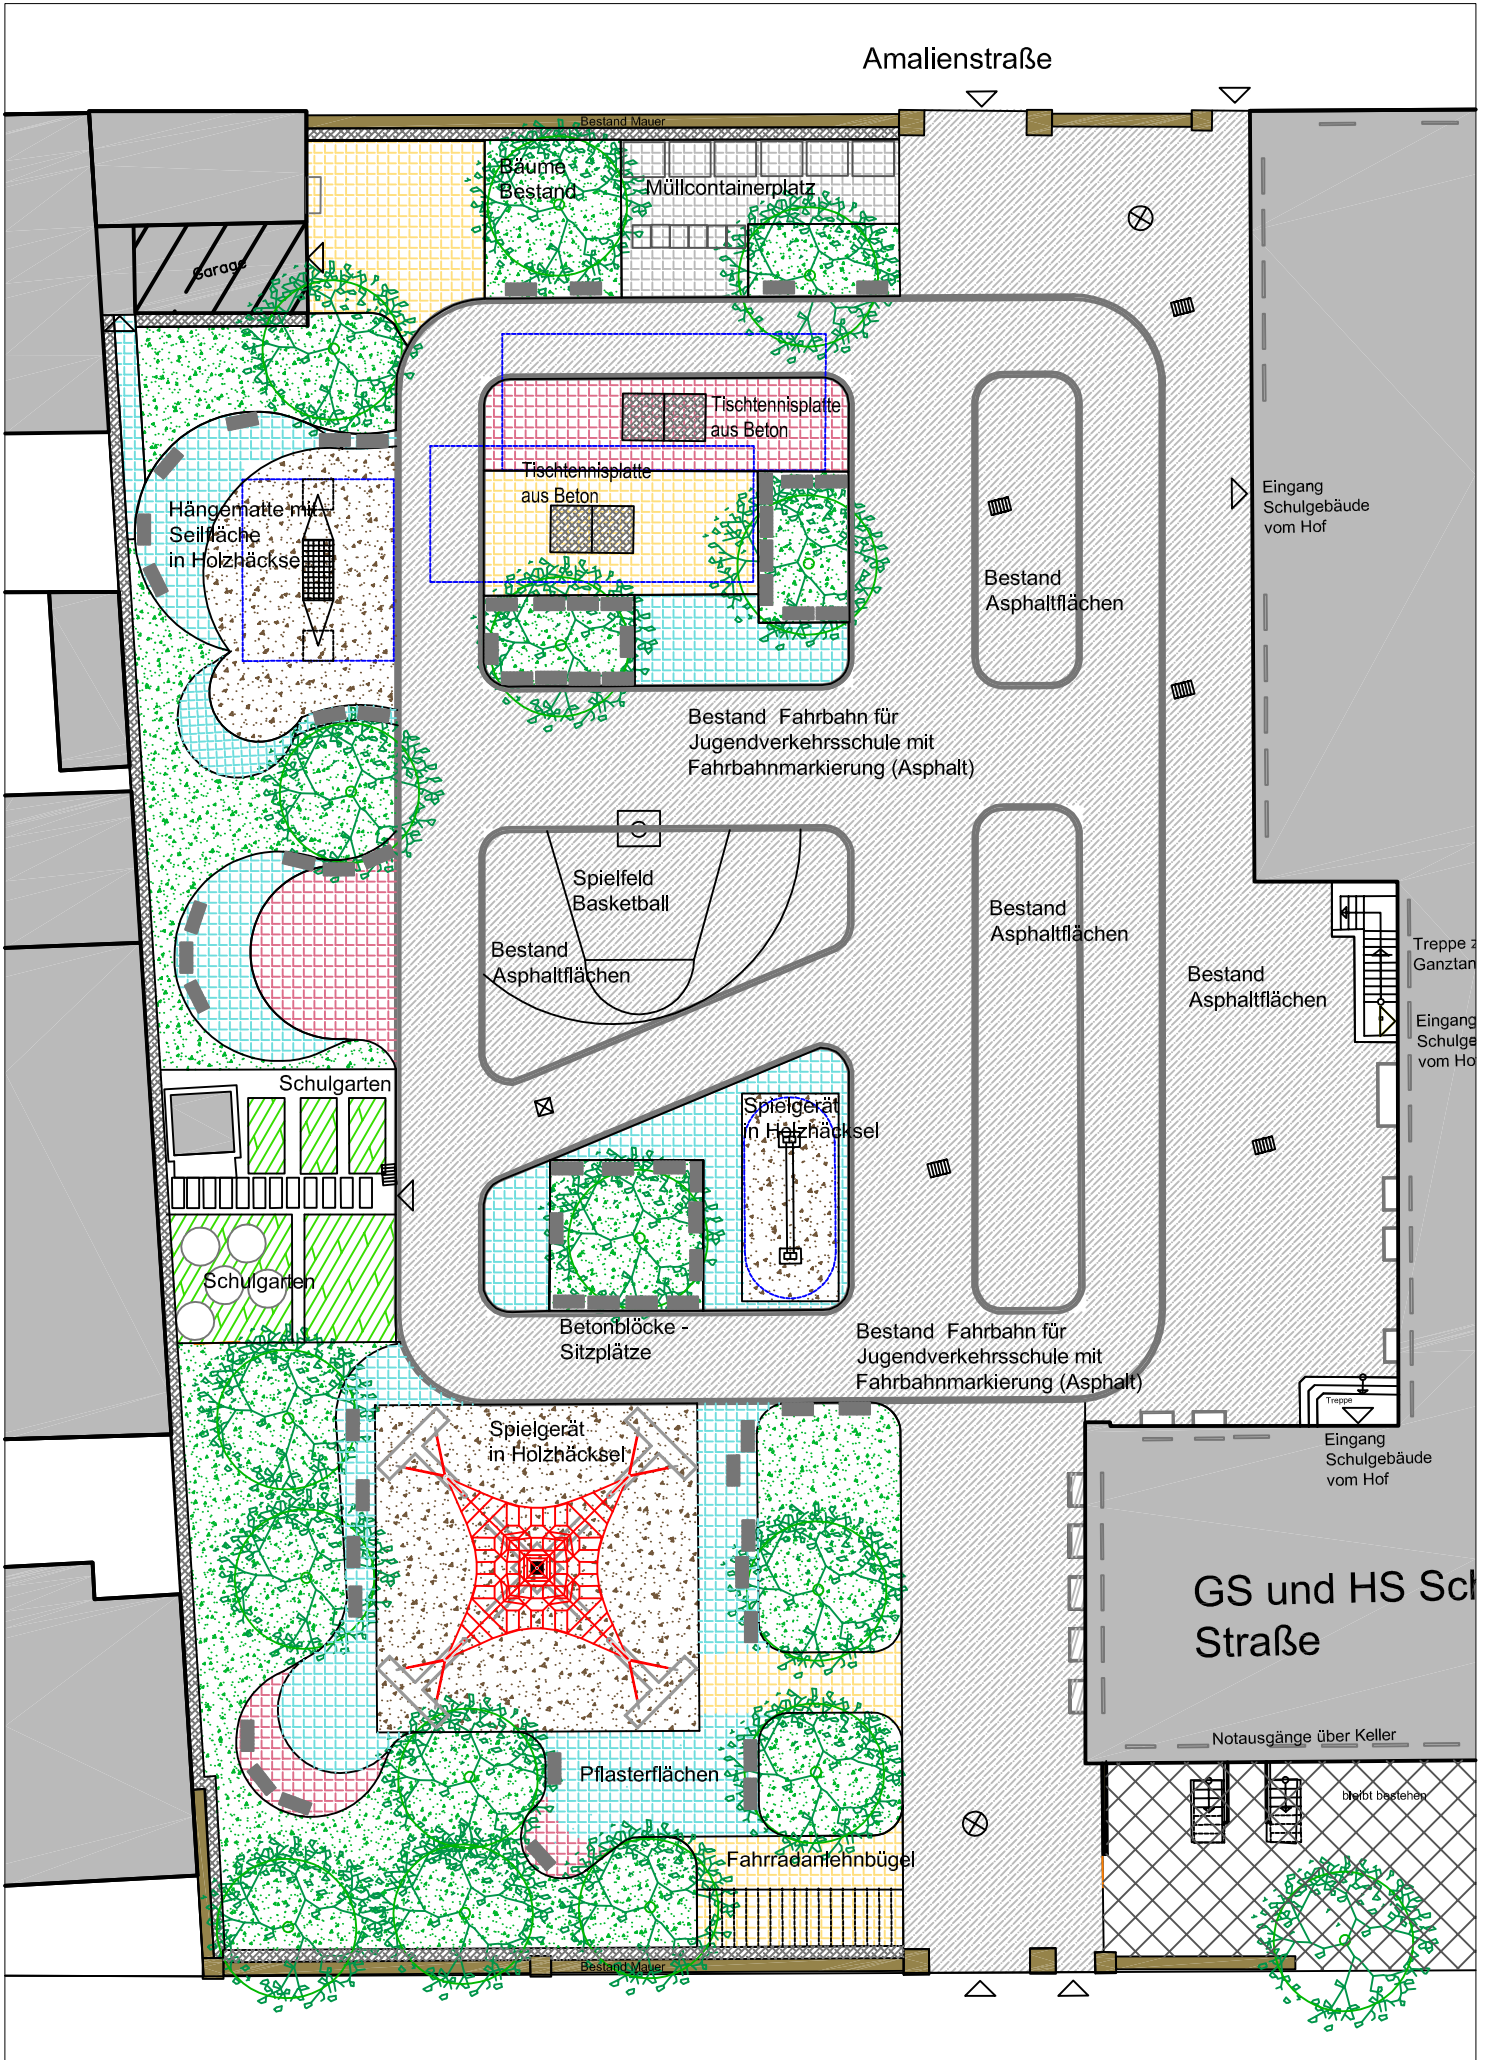 Amalienstraße
Bestand Mauer
Bäume
Bestand
Müllcontainerplatz
Garage
Tischtennisplatte
aus Beton
Tischtennisplatte
aus Beton
Hängematte mit
Seilfläche
in Holzhäcksel
Eingang
Schulgebäude
vom Hof
Bestand
Asphaltflächen
Bestand Fahrbahn für
Jugendverkehrsschule mit
Fahrbahnmarkierung (Asphalt)
Spielfeld
Basketball
Bestand
Asphaltflächen
Bestand
Asphaltflächen
Bestand
Asphaltflächen
Treppe z
Ganztan
Eingang
Schulge
vom Ho
Schulgarten
Spielgerät
in Holzhäcksel
Schulgarten
Betonblöcke -
Sitzplätze
Bestand Fahrbahn für
Jugendverkehrsschule mit
Fahrbahnmarkierung (Asphalt)
Treppe
Eingang
Schulgebäude
vom Hof
Spielgerät
in Holzhäcksel
GS und HS Sch
Straße
Notausgänge über Keller
bleibt bestehen
Pflasterflächen
Fahrradanlehnbügel
Bestand Mauer